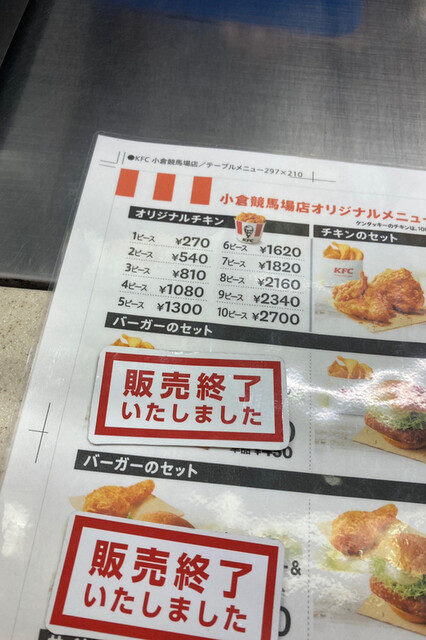 ●KFC 小倉競馬場店／テーブルメニュー297×210
小倉競馬場店オリジナルメニュー
ケンタッキーのチキンは、100
オリジナルチキン
1ピース ¥270
2ピース ¥540
3ピース ¥810
4ピース ¥1080
5ピース ¥1300
6ピース ¥1620
7ピース ¥1820
8ピース ¥2160
9ピース ¥2340
10ピース ¥2700
KFC
チキンのセット
KFC
バーガーのセット
販売終了
いたしました
単品 ¥490
バーガーのセット
販売終了
いたしました
&
0